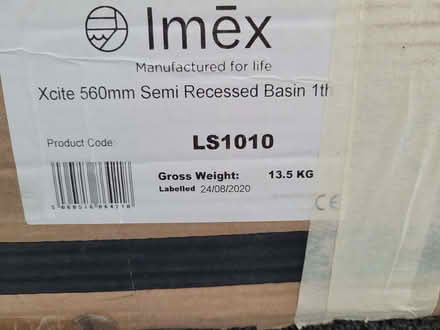 Imēx
Manufactured for life
Xcite 560mm Semi Recessed Basin 1th
Product Code: LS1010
Gross Weight: 13.5 KG
Labelled 24/08/2020
CE